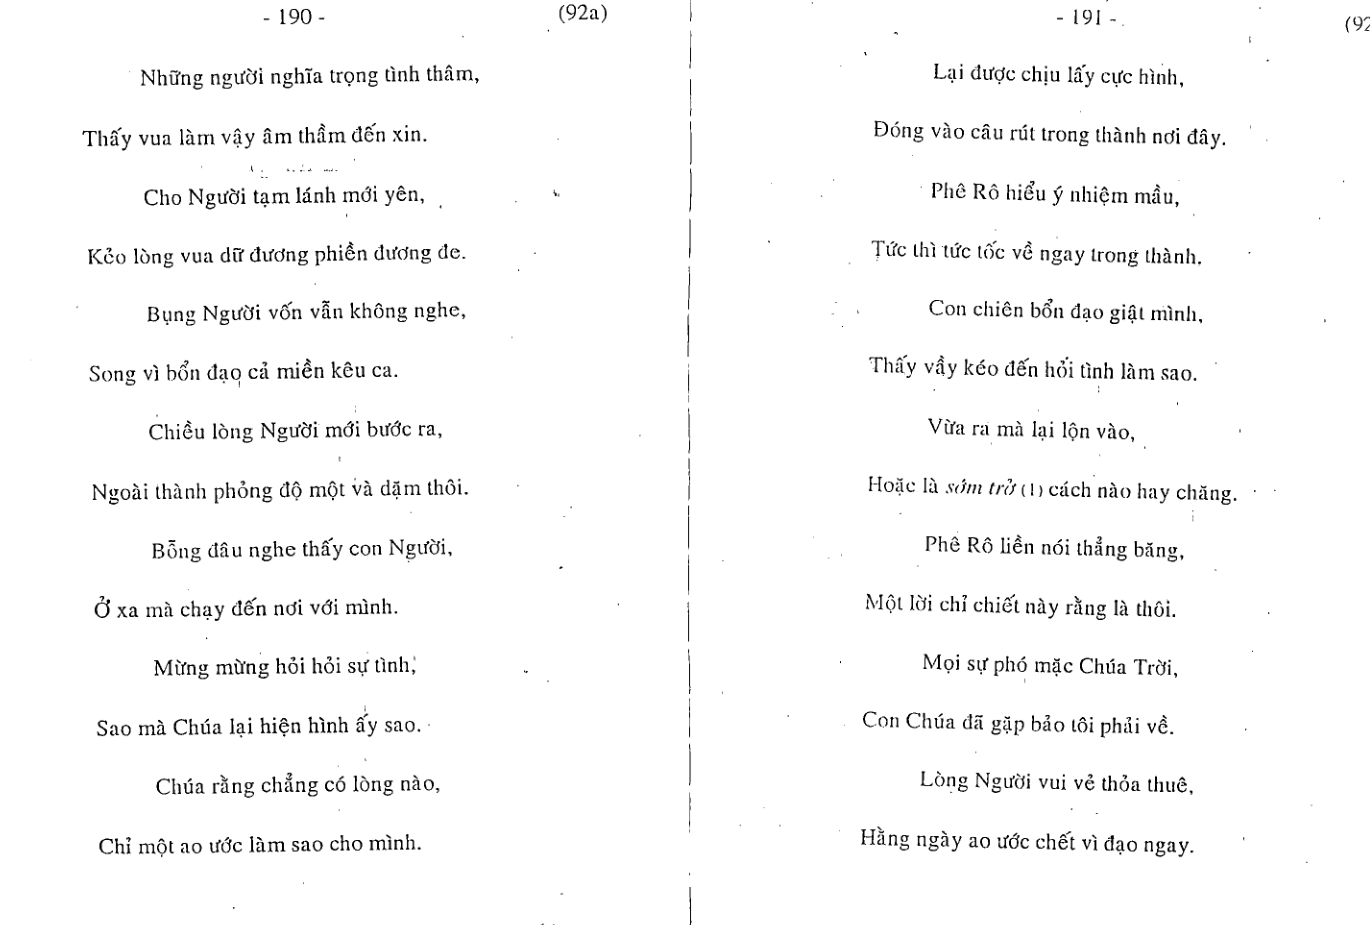 - 190 -
(92a)
Những người nghĩa trọng tình thâm,
Thấy vua làm vậy âm thầm đến xin.
Cho Người tạm lánh mới yên,
Kẻo lòng vua dữ đương phiền đương đe.
Bụng Người vốn vẫn không nghe,
Song vì bổn đạo cả miền kêu ca.
Chiều lòng Người mới bước ra,
Ngoài thành phỏng độ một và dặm thôi.
Bỗng đâu nghe thấy con Người,
Ở xa mà chạy đến nơi với mình.
Mừng mừng hỏi hỏi sự tình,
Sao mà Chúa lại hiện hình ấy sao.
Chúa rằng chẳng có lòng nào,
Chỉ một ao ước làm sao cho mình.
- 191 -
(92
Lại được chịu lấy cực hình,
Đóng vào câu rút trong thành nơi đây.
Phê Rô hiểu ý nhiệm mầu,
Tức thì tức tốc về ngay trong thành.
Con chiên bổn đạo giật mình,
Thấy vầy kéo đến hỏi tình làm sao.
Vừa ra mà lại lộn vào,
Hoặc là sớm trở (1) cách nào hay chăng.
Phê Rô liền nói thẳng băng,
Một lời chỉ chiết này rằng là thôi.
Mọi sự phó mặc Chúa Trời,
Con Chúa đã gặp bảo tôi phải về.
Lòng Người vui vẻ thỏa thuê,
Hằng ngày ao ước chết vì đạo ngay.